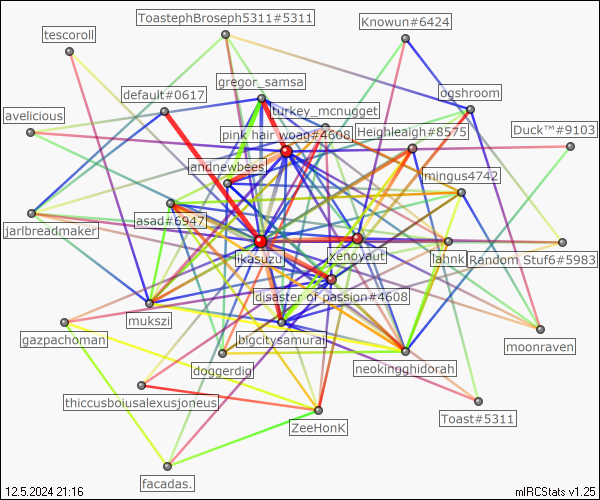 ToastephBroseph5311#5311
Knowun#6424
tescoroll
gregor_samsa
default#0617
ogshroom
turkey_mcnugget
avelicious
pink hair woag#4608
Heighleaigh#8575
Duck™#9103
andnewbees
mingus4742
asad#6947
jarlbreadmaker
ikasuzu
xenoyaut
lahnk
Random Stuf6#5983
disaster of passion#4608
mukszi
gazpachoman
bigcitysamurai
moonraven
doggerdig
neokingghidorah
thiccusboiusalexusjoneus
Toast#5311
ZeeHonK
facadas.
12.5.2024 21:16
mIRCStats v1.25